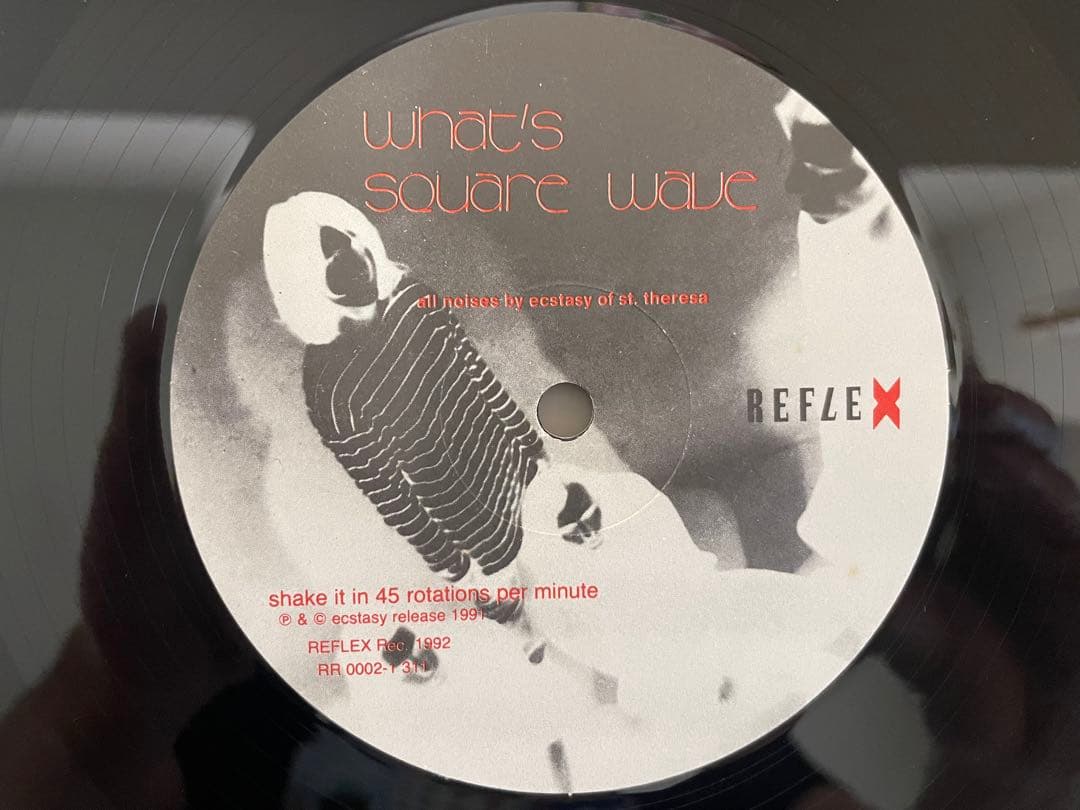 what's
square wave
all noises by ecstasy of st. theresa
REFLEX
shake it in 45 rotations per minute
℗ & © ecstasy release 1991
REFLEX Rec. 1992
RR 0002-1 311